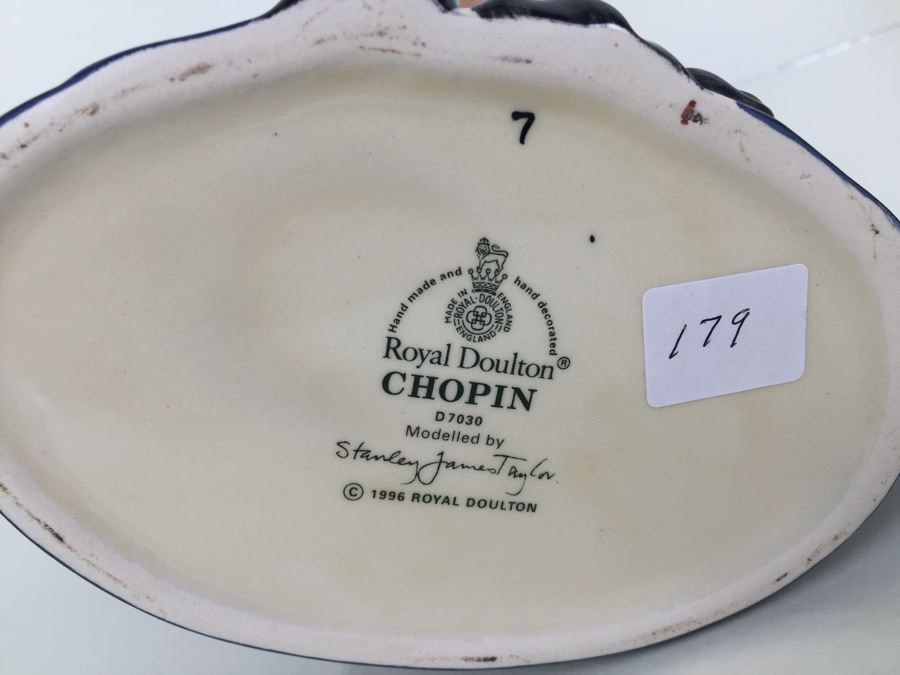 7
Hand made and hand decorated
MADE IN ENGLAND
ROYAL·DOULTON
ENGLAND
Royal Doulton®
CHOPIN
D7030
Modelled by
Stanley James Taylor.
© 1996 ROYAL DOULTON
179